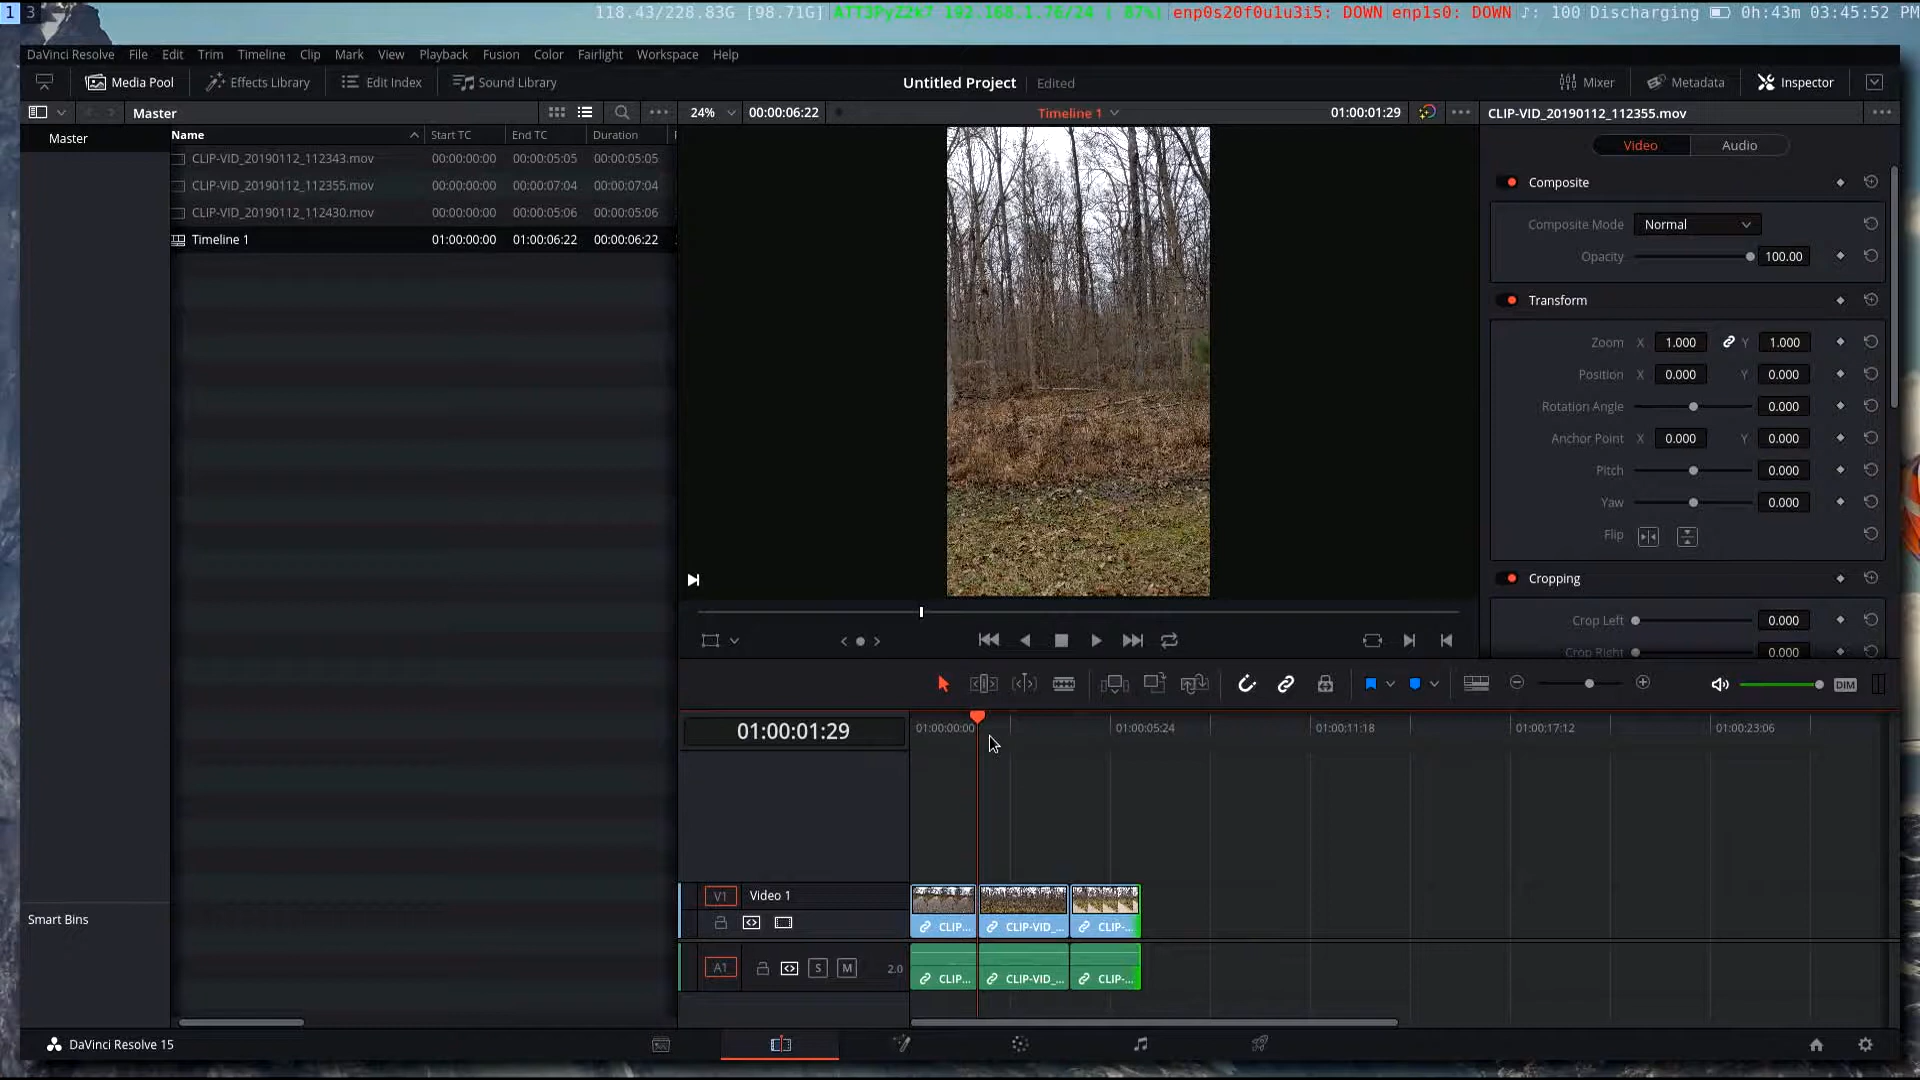 1 3 118.43/228.83G [98.71G] ATT3PyZ2k7 192.168.1.76/24 | 87%| enp0s20f0u1u3i5: DOWN enp1s0: DOWN ♪: 100 Discharging 0h:43m 03:45:52 PM
DaVinci Resolve File Edit Trim Timeline Clip Mark View Playback Fusion Color Fairlight Workspace Help
Media Pool Effects Library Edit Index Sound Library Untitled Project Edited Mixer Metadata Inspector
Master 24% 00:00:06:22 Timeline 1 01:00:01:29 CLIP-VID_20190112_112355.mov
Master Name Start TC End TC Duration
Video Audio
CLIP-VID_20190112_112343.mov 00:00:00:00 00:00:05:05 00:00:05:05
CLIP-VID_20190112_112355.mov 00:00:00:00 00:00:07:04 00:00:07:04
CLIP-VID_20190112_112430.mov 00:00:00:00 00:00:05:06 00:00:05:06
Timeline 1 01:00:00:00 01:00:06:22 00:00:06:22
Composite
Composite Mode Normal
Opacity 100.00
Transform
Zoom X 1.000 Y 1.000
Position X 0.000 Y 0.000
Rotation Angle 0.000
Anchor Point X 0.000 Y 0.000
Pitch 0.000
Yaw 0.000
Flip
Cropping
Crop Left 0.000
Crop Right 0.000
DIM
01:00:01:29 01:00:00:00 01:00:05:24 01:00:11:18 01:00:17:12 01:00:23:06
V1 Video 1
CLIP... CLIP-VID_... CLIP-...
A1 S M 2.0
CLIP... CLIP-VID_... CLIP-...
Smart Bins
DaVinci Resolve 15